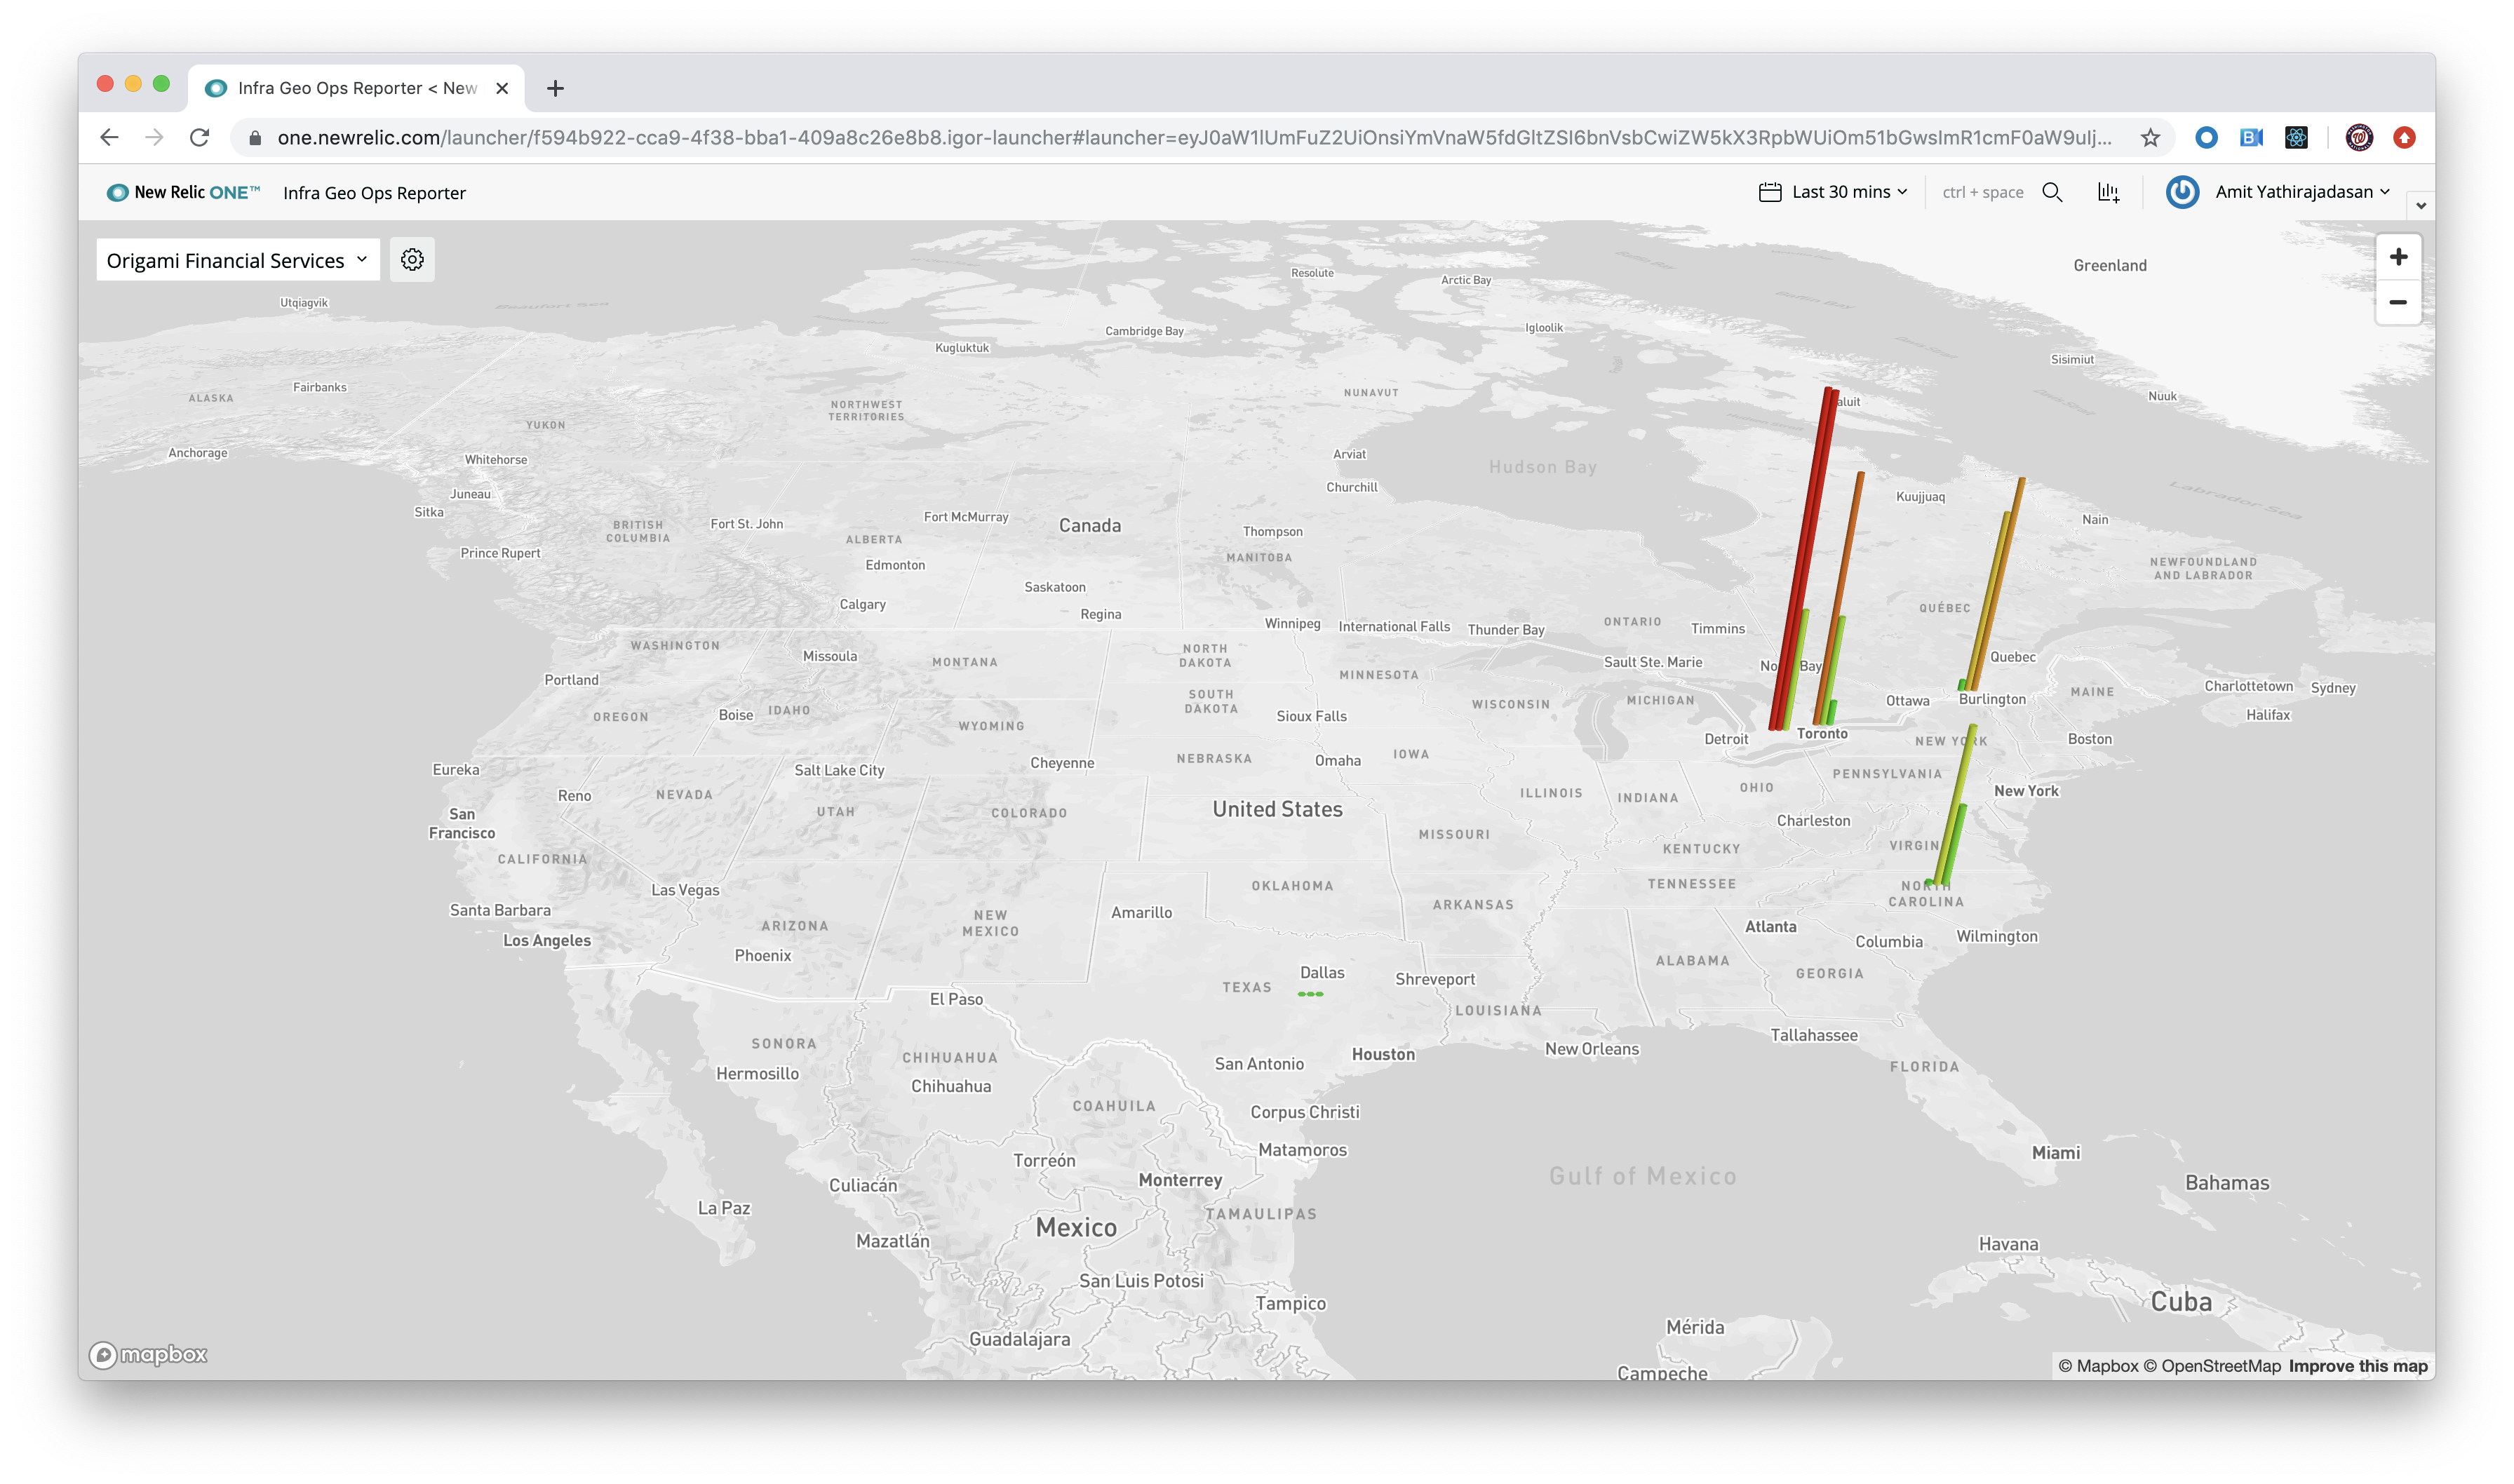 Infra Geo Ops Reporter < New
one.newrelic.com/launcher/f594b922-cca9-4f38-bba1-409a8c26e8b8.igor-launcher#launcher=eyJ0aW1lUmFuZ2UiOnsiYmVnaW5fdGltZSI6bnVsbCwiZW5kX3RpbWUiOm51bGwsImR1cmF0aW9uIj...
New Relic ONE™ Infra Geo Ops Reporter
Last 30 mins
ctrl + space
Amit Yathirajadasan
Origami Financial Services
Greenland
Resolute
Arctic Bay
Utqiagvik
Beaufort Sea
Cambridge Bay
Igloolik
Kugluktuk
Sisimiut
Fairbanks
ALASKA
NUNAVUT
Nuuk
aluit
NORTHWEST
TERRITORIES
YUKON
Anchorage
Whitehorse
Arviat
Hudson Bay
Juneau
Churchill
Kuujjuaq
Labrador Sea
Sitka
BRITISH
COLUMBIA
Fort St. John
Fort McMurray
Canada
Thompson
Nain
Prince Rupert
ALBERTA
MANITOBA
Edmonton
NEWFOUNDLAND
AND LABRADOR
Saskatoon
Calgary
Regina
QUÉBEC
Winnipeg
International Falls
Thunder Bay
ONTARIO
Timmins
WASHINGTON
Missoula
MONTANA
NORTH
DAKOTA
Sault Ste. Marie
No Bay
Quebec
Portland
MINNESOTA
Charlottetown
Sydney
MAINE
SOUTH
DAKOTA
WISCONSIN
MICHIGAN
Ottawa
Burlington
OREGON
Boise
IDAHO
Sioux Falls
Halifax
WYOMING
Detroit
Toronto
NEW YORK
Boston
Eureka
Salt Lake City
Cheyenne
NEBRASKA
Omaha
IOWA
PENNSYLVANIA
Reno
NEVADA
ILLINOIS
INDIANA
OHIO
New York
San
Francisco
UTAH
COLORADO
United States
Charleston
MISSOURI
CALIFORNIA
KENTUCKY
VIRGIN
Las Vegas
OKLAHOMA
TENNESSEE
NORTH
CAROLINA
Santa Barbara
ARIZONA
NEW
MEXICO
Amarillo
ARKANSAS
Los Angeles
Phoenix
Atlanta
Columbia
Wilmington
ALABAMA
GEORGIA
Dallas
Shreveport
TEXAS
El Paso
LOUISIANA
SONORA
CHIHUAHUA
Tallahassee
Hermosillo
San Antonio
Houston
New Orleans
FLORIDA
Chihuahua
COAHUILA
Corpus Christi
Torreón
Matamoros
Miami
Culiacán
Monterrey
Gulf of Mexico
Bahamas
La Paz
TAMAULIPAS
Mexico
Mazatlán
Havana
San Luis Potosi
Tampico
Cuba
Guadalajara
Mérida
Campeche
mapbox
© Mapbox © OpenStreetMap Improve this map